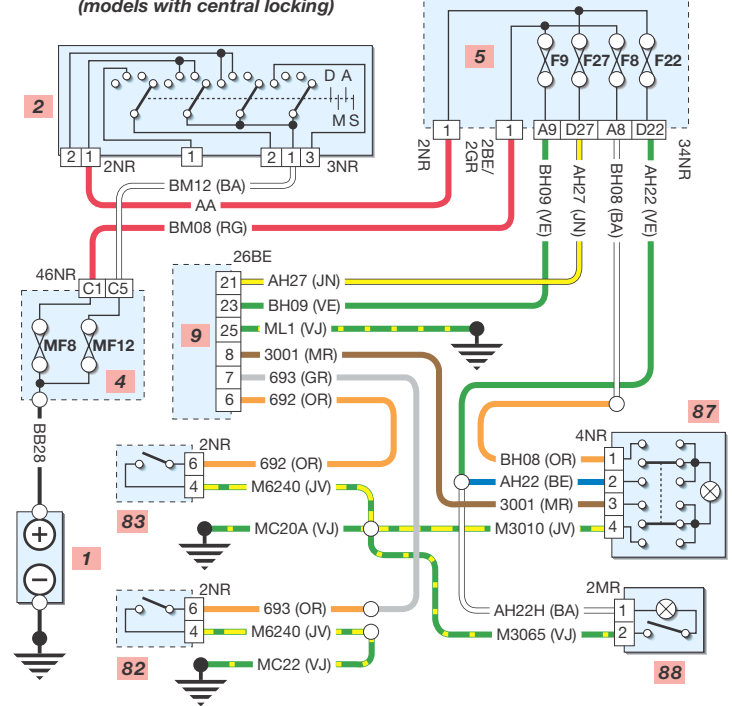 (models with central locking)
5
F9 F27 F8 F22
D A
M S
2
2 1 2NR
1
2 1 3 3NR
1 2NR
1 2BE/
2GR
A9 D27 A8 D22 34NR
BM12 (BA)
AA
BM08 (RG)
BH09 (VE)
AH27 (JN)
BH08 (BA)
AH22 (VE)
46NR C1 C5
MF8 MF12
4
BB28
1
26BE
9
21 AH27 (JN)
23 BH09 (VE)
25 ML1 (VJ)
8 3001 (MR)
7 693 (GR)
6 692 (OR)
87
4NR
BH08 (OR) 1
AH22 (BE) 2
3001 (MR) 3
M3010 (JV) 4
2NR
6 692 (OR)
4 M6240 (JV)
83
MC20A (VJ)
2NR
6 693 (OR)
4 M6240 (JV)
82
MC22 (VJ)
2MR
AH22H (BA) 1
M3065 (VJ) 2
88